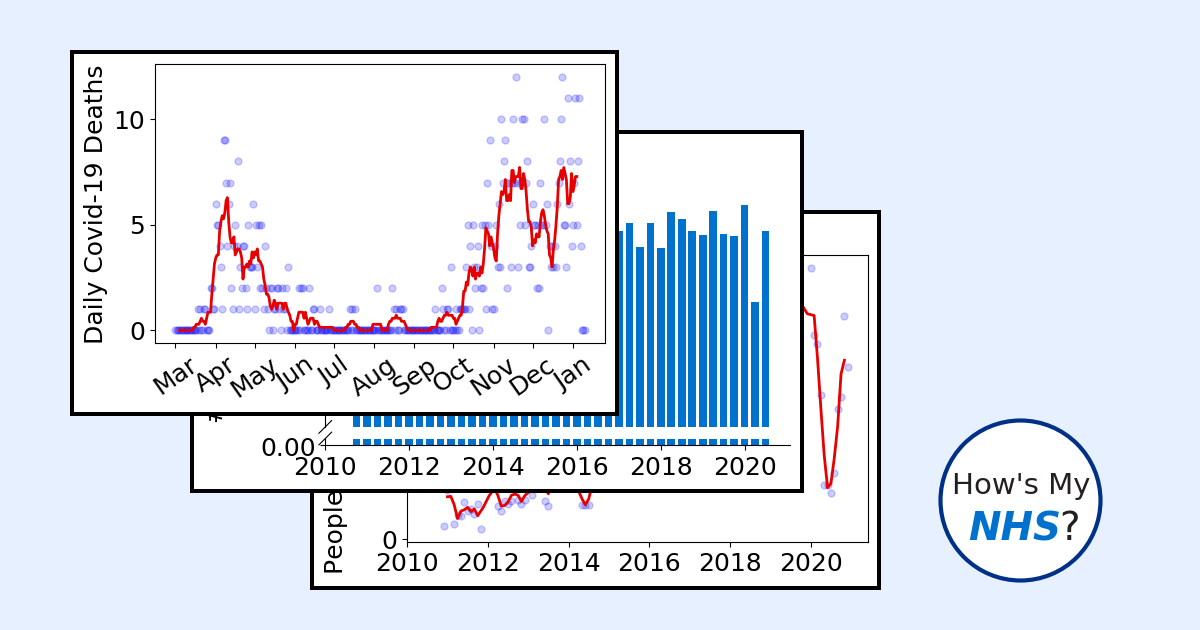 Daily Covid-19 Deaths
10
5
0
Mar Apr May Jun Jul Aug Sep Oct Nov Dec Jan
0.00
2010 2012 2014 2016 2018 2020
People
0
2010 2012 2014 2016 2018 2020
How's My
NHS?